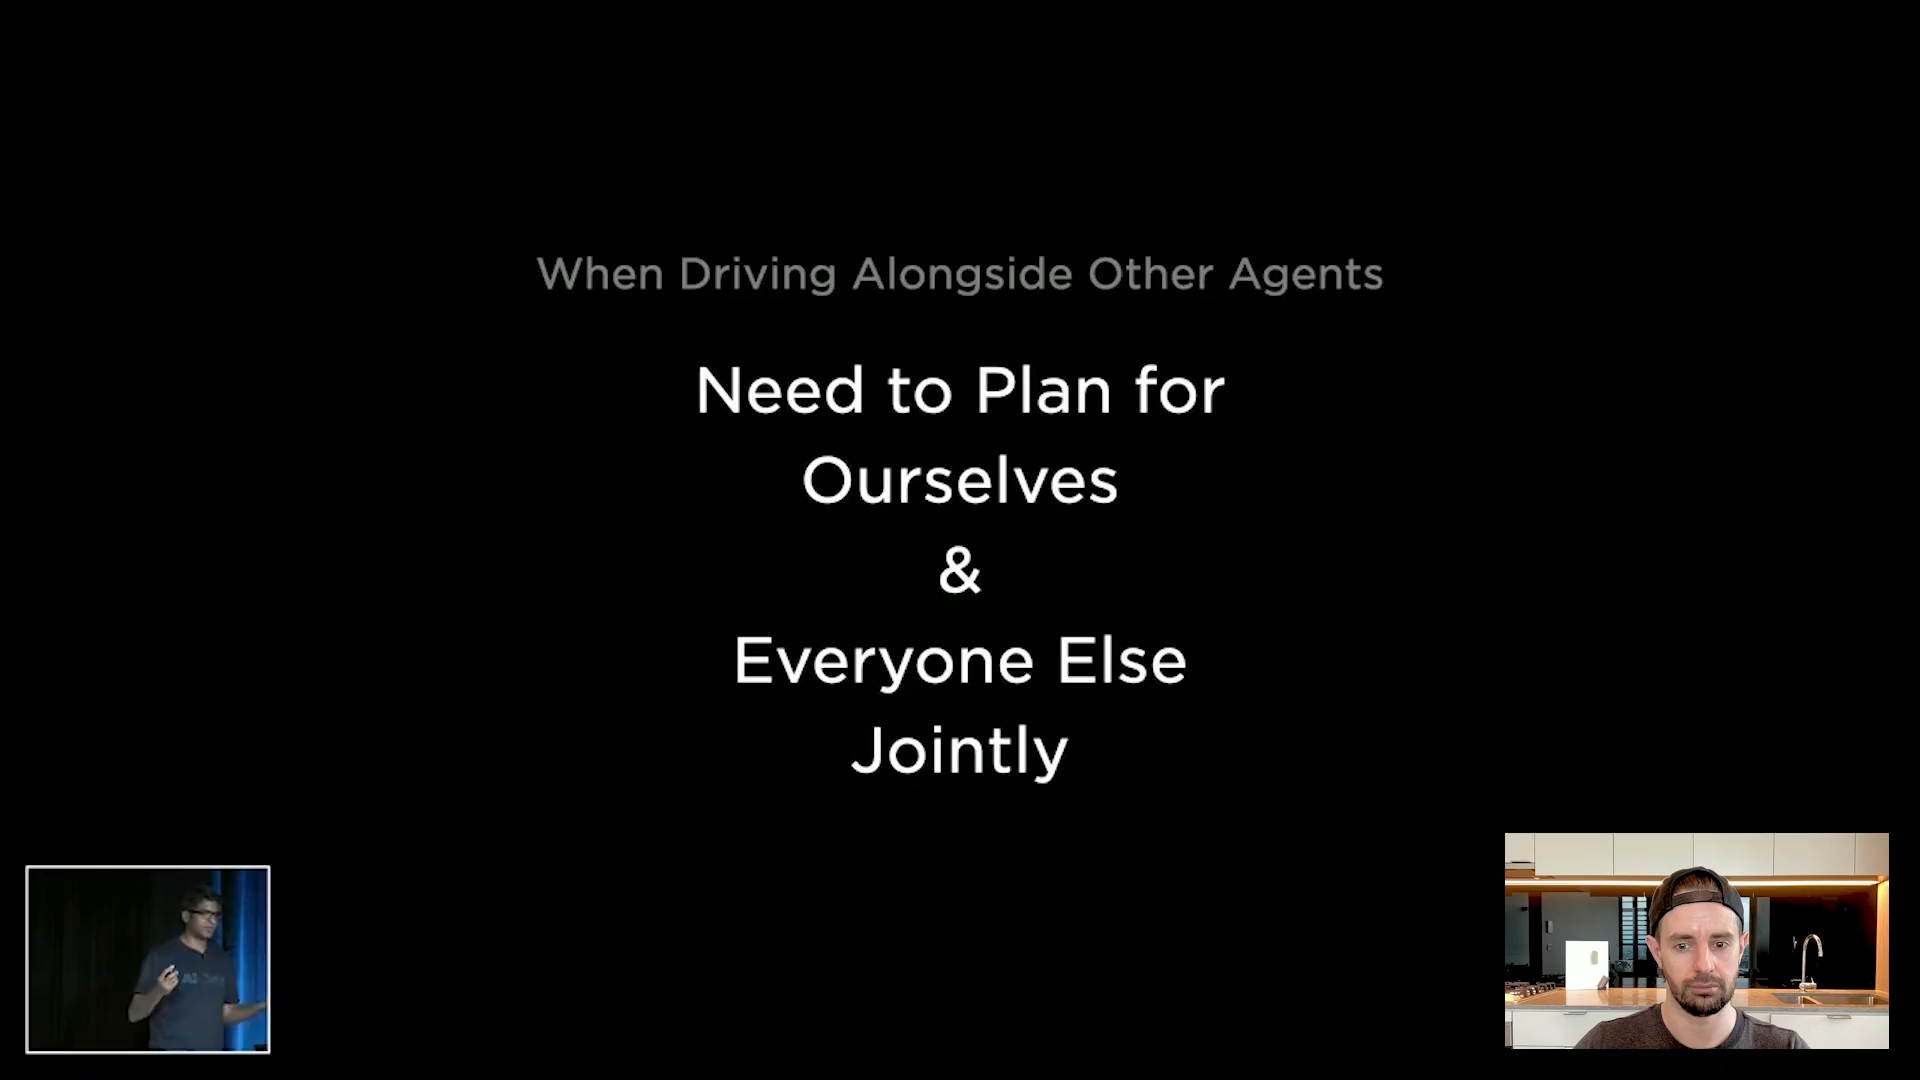 When Driving Alongside Other Agents
Need to Plan for
Ourselves
&
Everyone Else
Jointly